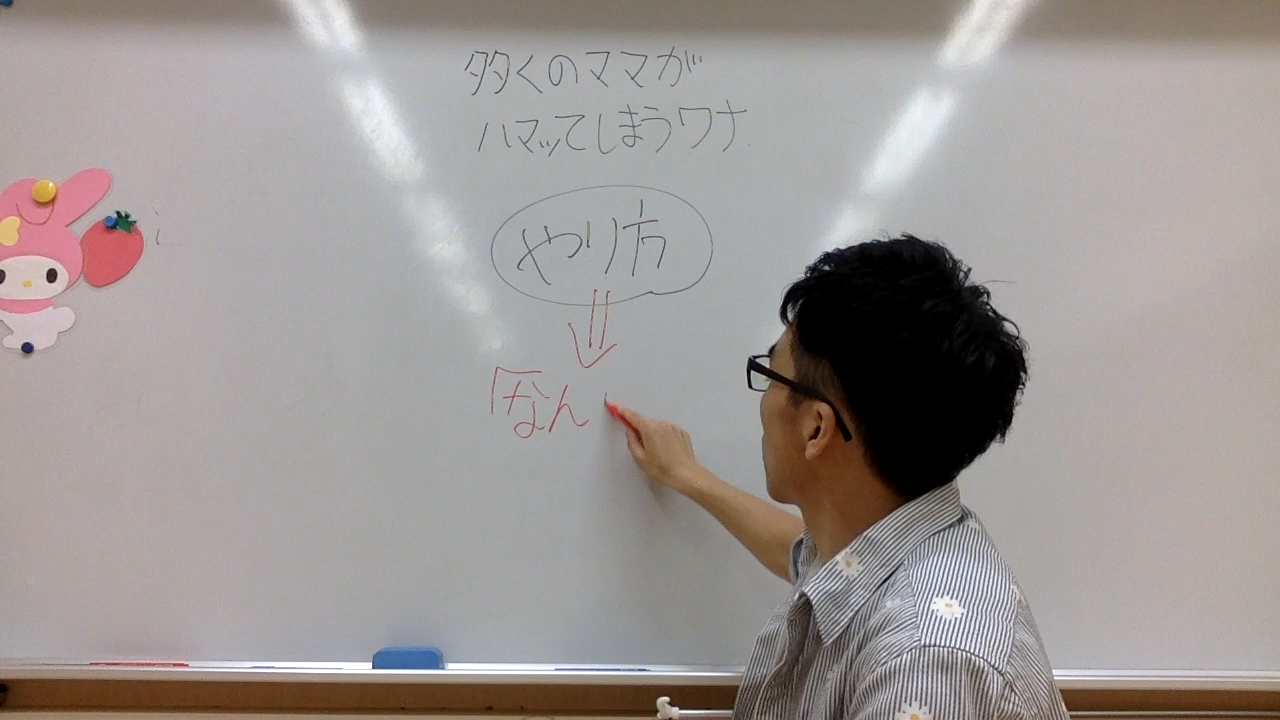 多くのママが
ハマッてしまうワナ
やり方
『なん